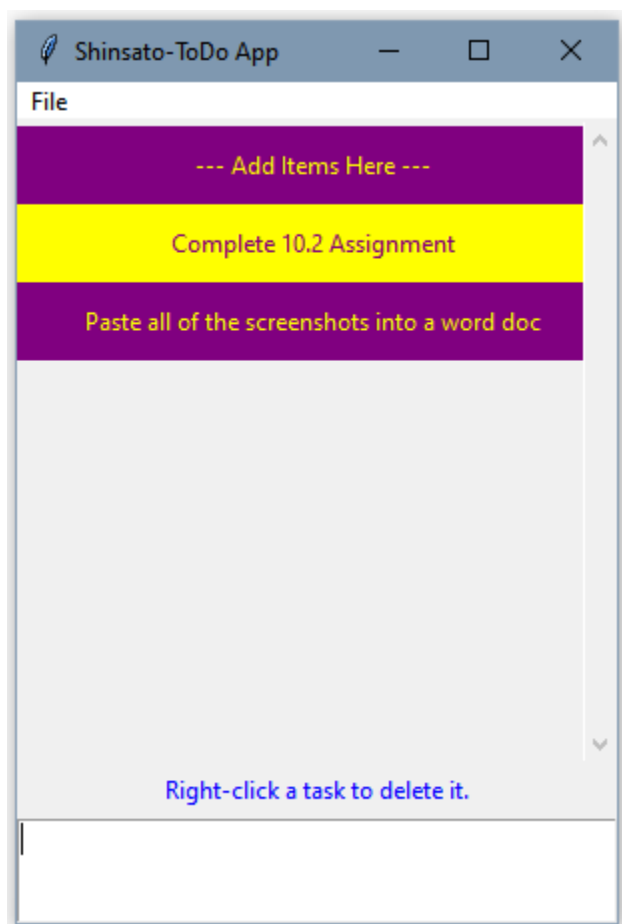 Shinsato-ToDo App
File
--- Add Items Here ---
Complete 10.2 Assignment
Paste all of the screenshots into a word doc
Right-click a task to delete it.